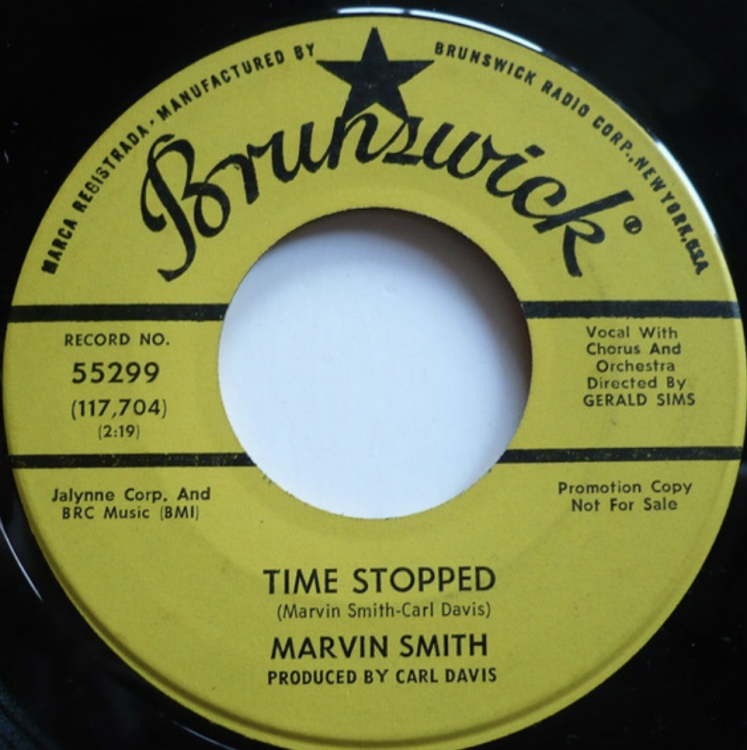 MARCA REGISTRADA • MANUFACTURED BY BRUNSWICK RADIO CORP., NEW YORK, USA
Brunswick®
RECORD NO.
55299
(117,704)
(2:19)
Vocal With
Chorus And
Orchestra
Directed By
GERALD SIMS
Jalynne Corp. And
BRC Music (BMI)
Promotion Copy
Not For Sale
TIME STOPPED
(Marvin Smith-Carl Davis)
MARVIN SMITH
PRODUCED BY CARL DAVIS